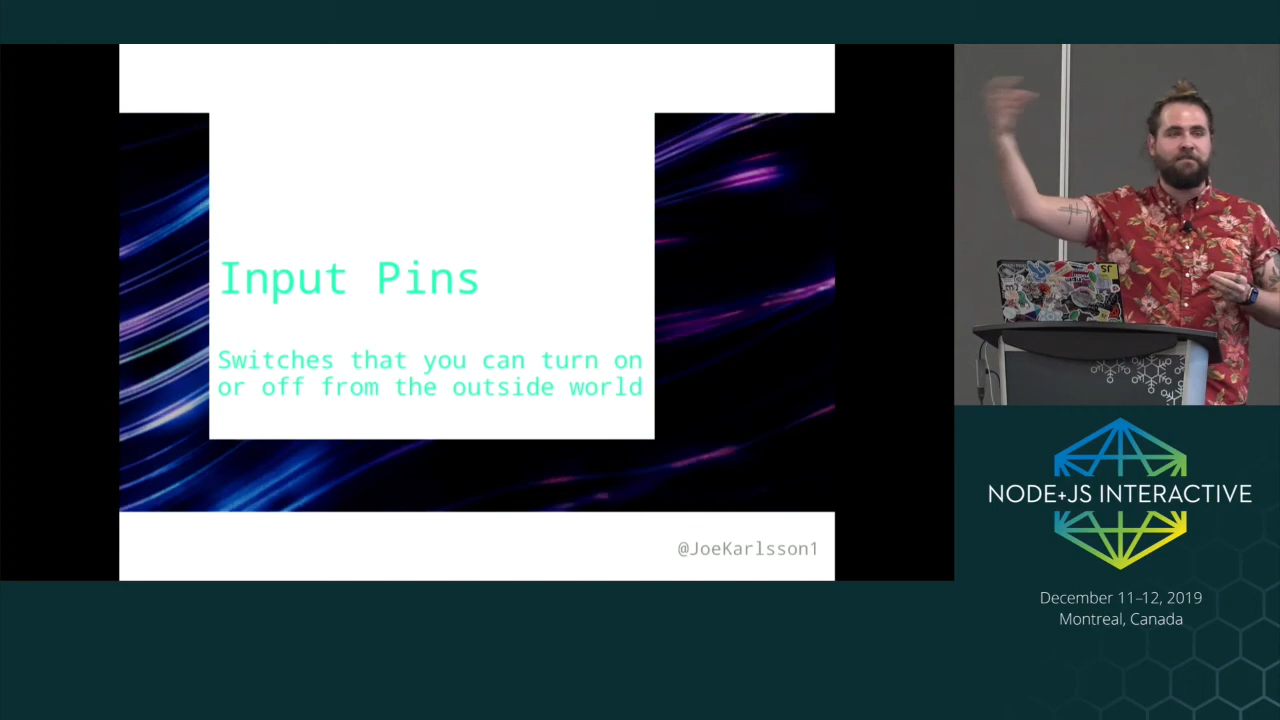 Input Pins
Switches that you can turn on
or off from the outside world
@JoeKarlsson1
JS
NODE+JS INTERACTIVE
December 11–12, 2019
Montreal, Canada